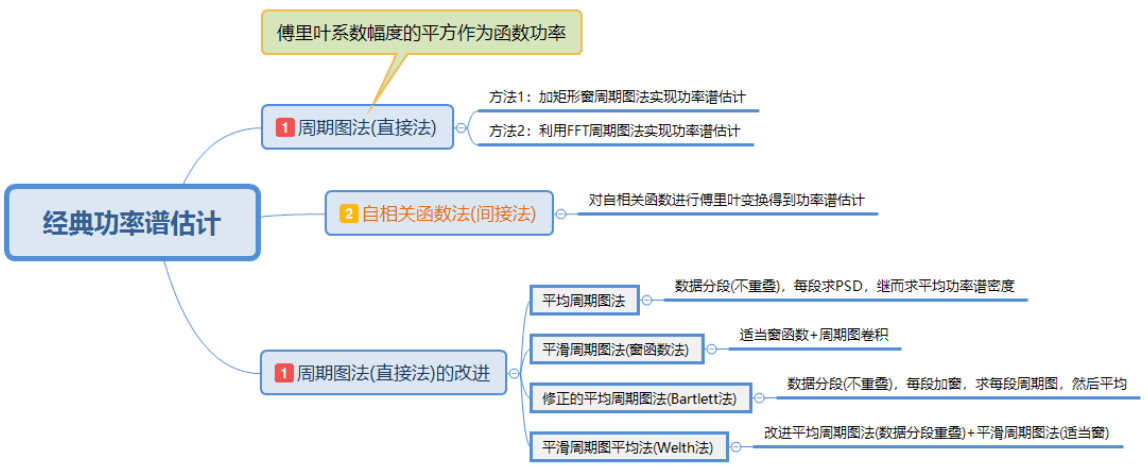 傅里叶系数幅度的平方作为函数功率
1 周期图法(直接法)
方法1：加矩形窗周期图法实现功率谱估计
方法2：利用FFT周期图法实现功率谱估计
经典功率谱估计
2 自相关函数法(间接法)
对自相关函数进行傅里叶变换得到功率谱估计
1 周期图法(直接法)的改进
平均周期图法
数据分段(不重叠)，每段求PSD，继而求平均功率谱密度
平滑周期图法(窗函数法)
适当窗函数+周期图卷积
修正的平均周期图法(Bartlett法)
数据分段(不重叠)，每段加窗，求每段周期图，然后平均
平滑周期图平均法(Welth法)
改进平均周期图法(数据分段重叠)+平滑周期图法(适当窗)